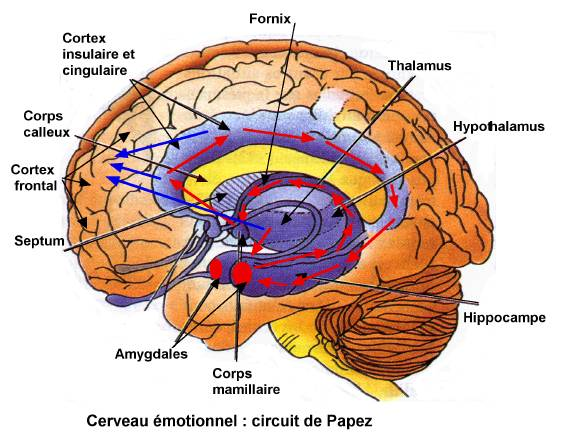 Fornix
Cortex
insulaire et
cingulaire
Thalamus
Corps
calleux
Hypothalamus
Cortex
frontal
Septum
Hippocampe
Amygdales
Corps
mamillaire
Cerveau émotionnel : circuit de Papez